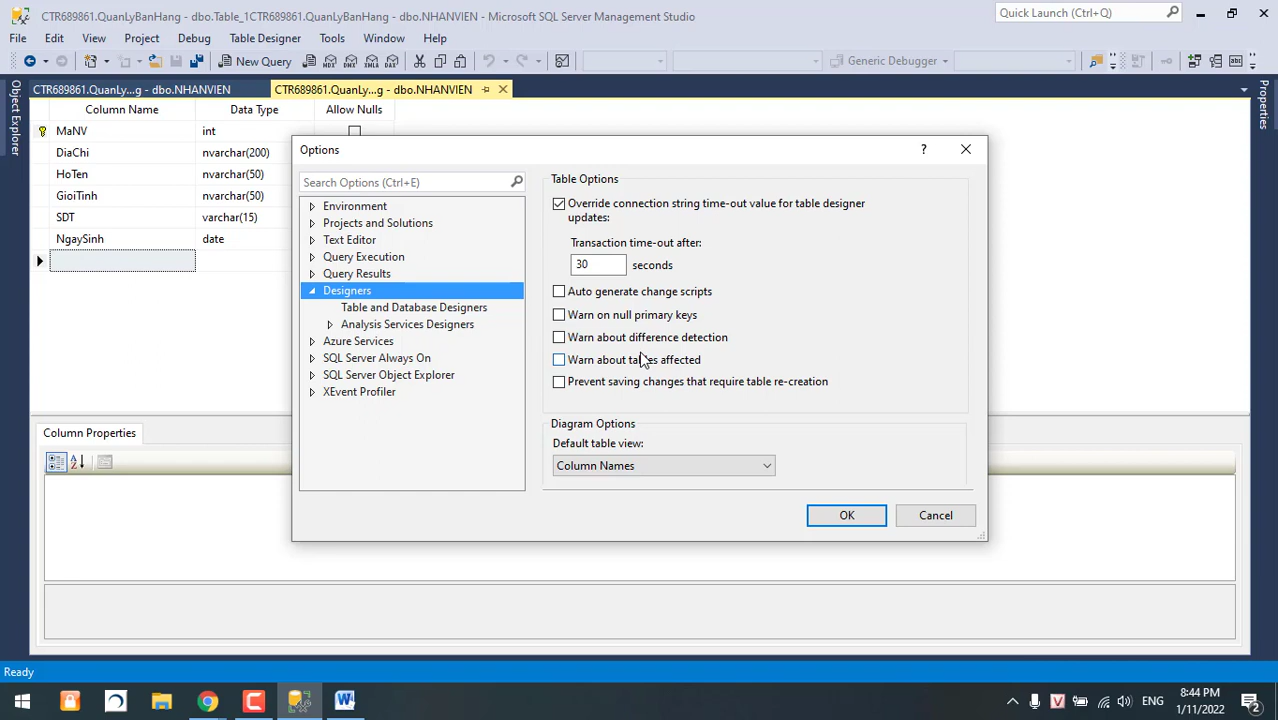 CTR689861.QuanLyBanHang - dbo.Table_1CTR689861.QuanLyBanHang - dbo.NHANVIEN - Microsoft SQL Server Management Studio
Quick Launch (Ctrl+Q)
File Edit View Project Debug Table Designer Tools Window Help
New Query
MDX DMX XMLA DAX
Generic Debugger
CTR689861.QuanLy...g - dbo.NHANVIEN
CTR689861.QuanLy...g - dbo.NHANVIEN
Object Explorer
Properties
Column Name Data Type Allow Nulls
MaNV int
DiaChi nvarchar(200)
HoTen nvarchar(50)
GioiTinh nvarchar(50)
SDT varchar(15)
NgaySinh date
Column Properties
Options
?
Search Options (Ctrl+E)
Environment
Projects and Solutions
Text Editor
Query Execution
Query Results
Designers
Table and Database Designers
Analysis Services Designers
Azure Services
SQL Server Always On
SQL Server Object Explorer
XEvent Profiler
Table Options
Override connection string time-out value for table designer
updates:
Transaction time-out after:
30 seconds
Auto generate change scripts
Warn on null primary keys
Warn about difference detection
Warn about tables affected
Prevent saving changes that require table re-creation
Diagram Options
Default table view:
Column Names
OK Cancel
Ready
ENG
8:44 PM
1/11/2022
2